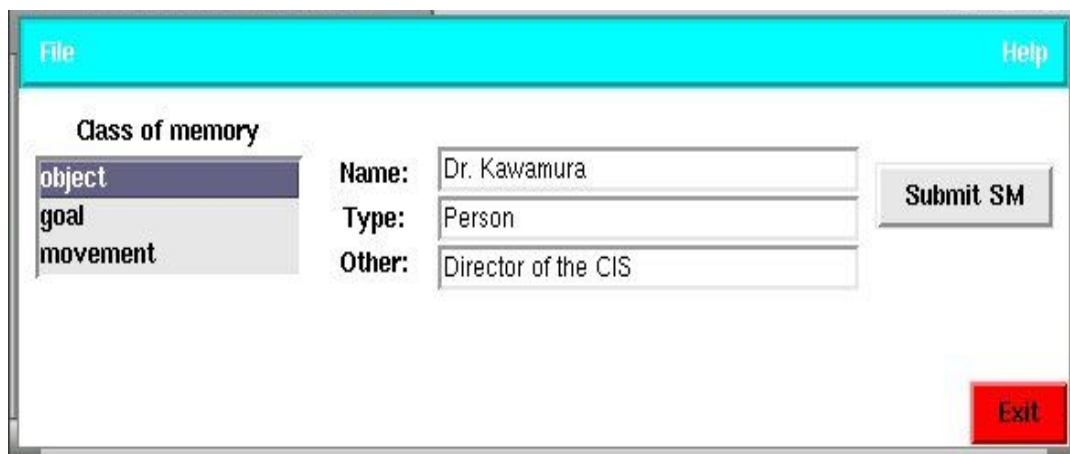 File Help
Class of memory
object
goal
movement
Name: Dr. Kawamura
Type: Person
Other: Director of the CIS
Submit SM
Exit